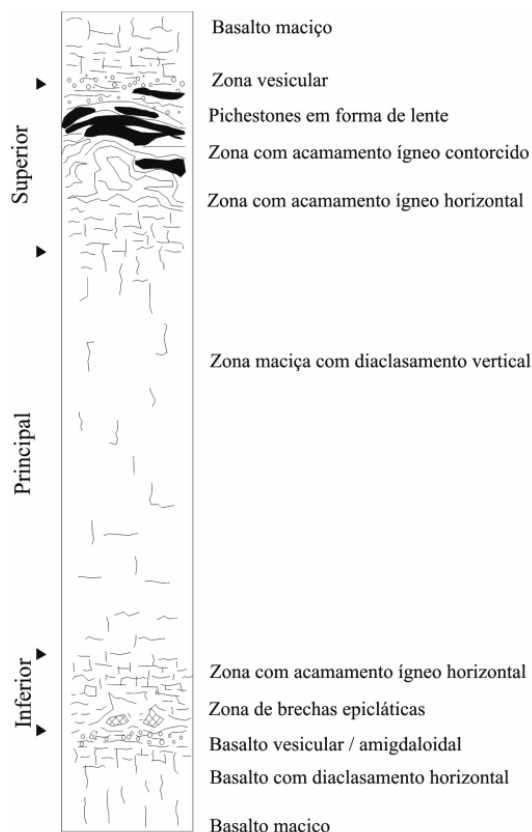 Basalto maciço
Zona vesicular
Pichestones em forma de lente
Zona com acamamento ígneo contorcido
Zona com acamamento ígneo horizontal
Superior
Zona maciça com diaclasamento vertical
Principal
Zona com acamamento ígneo horizontal
Zona de brechas epicláticas
Inferior
Basalto vesicular / amigdaloidal
Basalto com diaclasamento horizontal
Basalto maciço